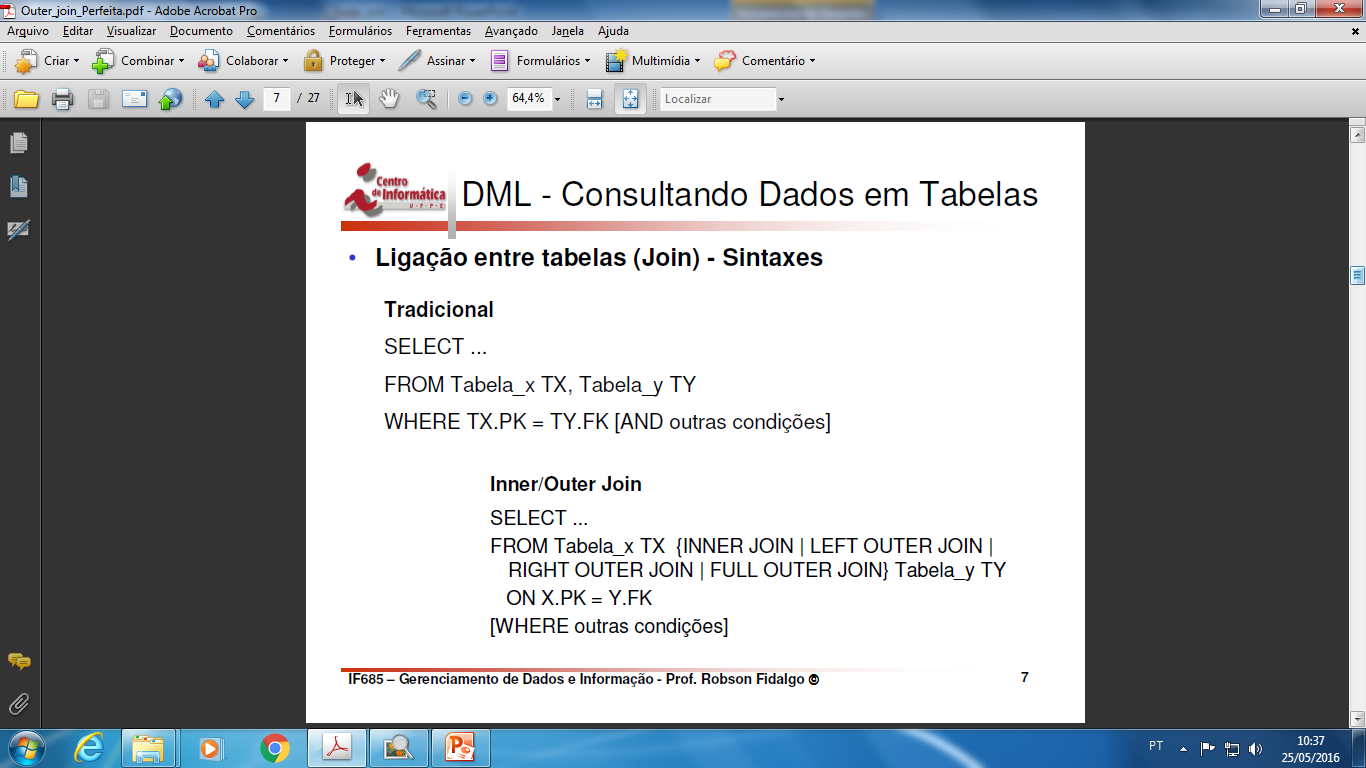 Outer_join_Perfeita.pdf - Adobe Acrobat Pro
Arquivo Editar Visualizar Documento Comentários Formulários Ferramentas Avançado Janela Ajuda
Criar Combinar Colaborar Proteger Assinar Formulários Multimídia Comentário
7 / 27 64,4% Localizar
Centro de Informática
U · F · P · E
DML - Consultando Dados em Tabelas
• Ligação entre tabelas (Join) - Sintaxes
Tradicional
SELECT ...
FROM Tabela_x TX, Tabela_y TY
WHERE TX.PK = TY.FK [AND outras condições]
Inner/Outer Join
SELECT ...
FROM Tabela_x TX {INNER JOIN | LEFT OUTER JOIN |
RIGHT OUTER JOIN | FULL OUTER JOIN} Tabela_y TY
ON X.PK = Y.FK
[WHERE outras condições]
IF685 – Gerenciamento de Dados e Informação - Prof. Robson Fidalgo © 7
PT 10:37
25/05/2016